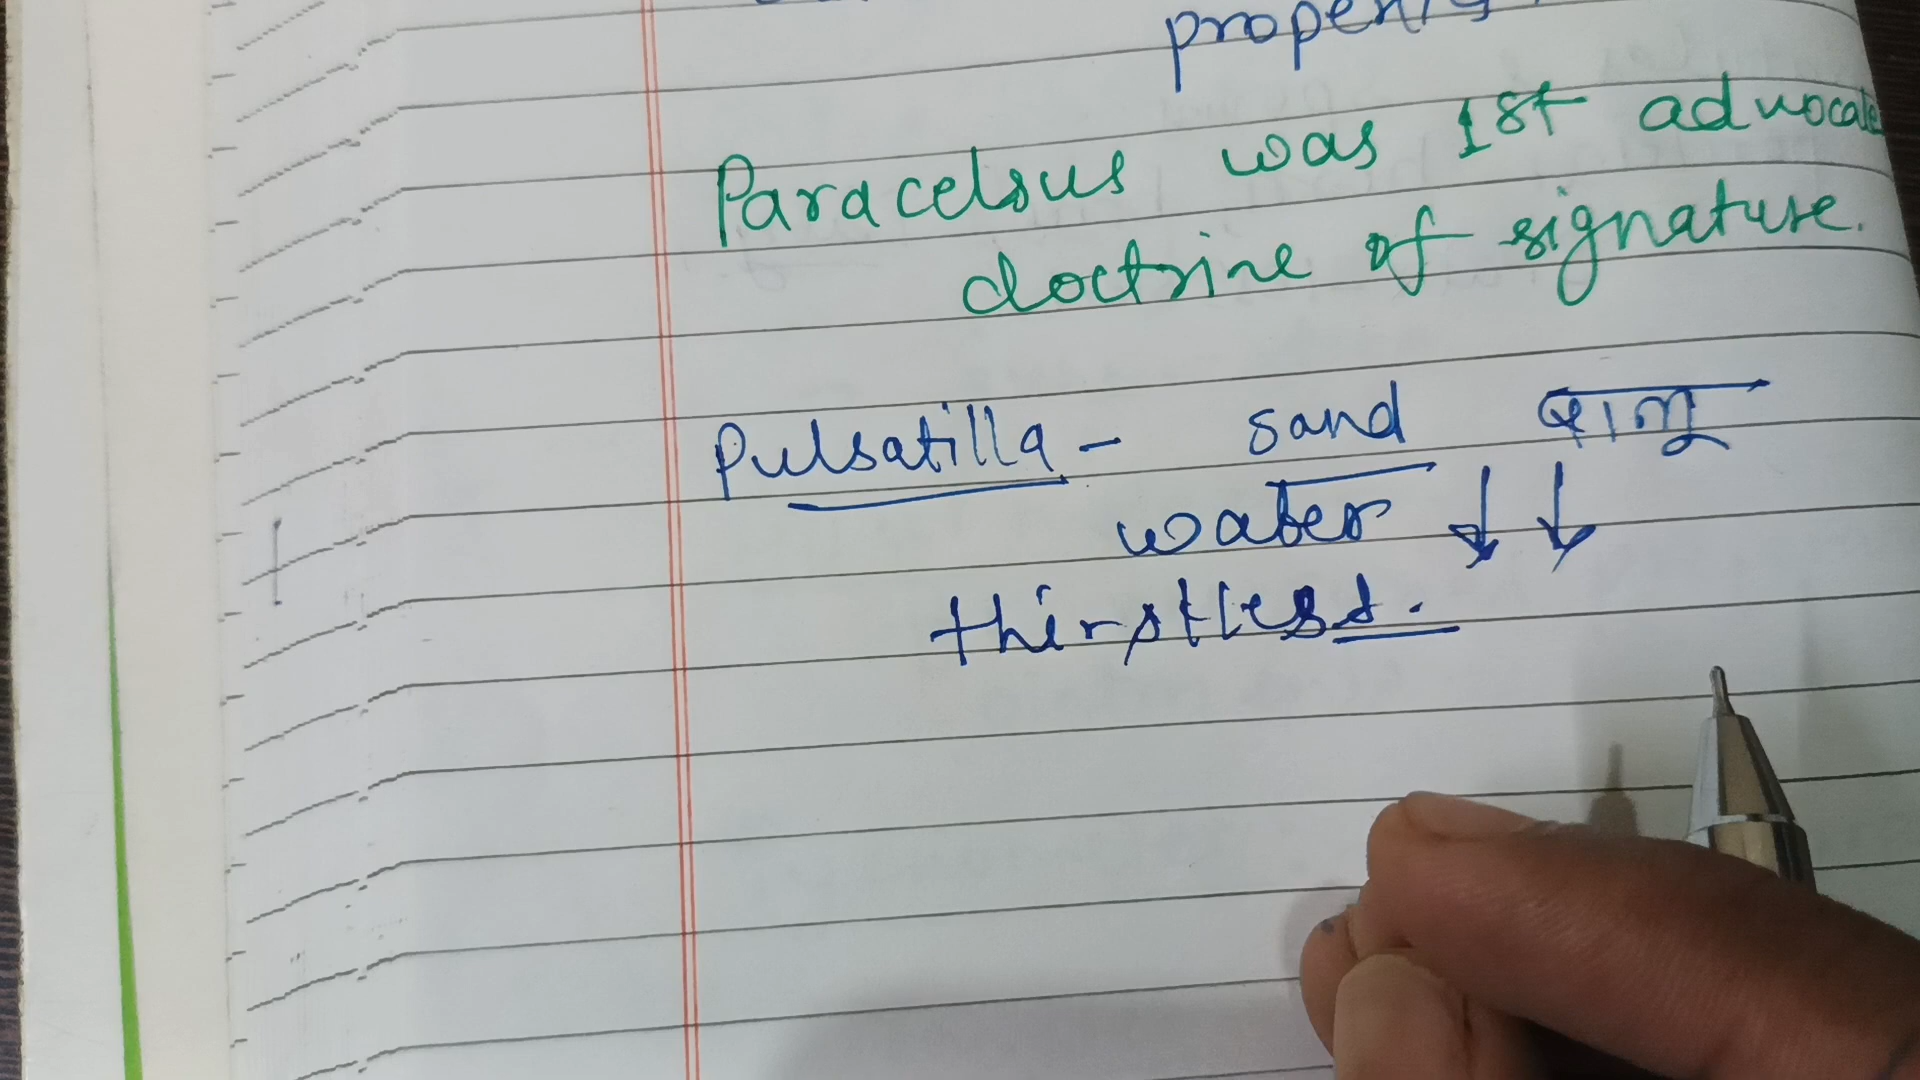 Paracelsus was 1st advocate
doctrine of signature.
Pulsatilla - sand बालू
water ↓ ↓
thirstless.